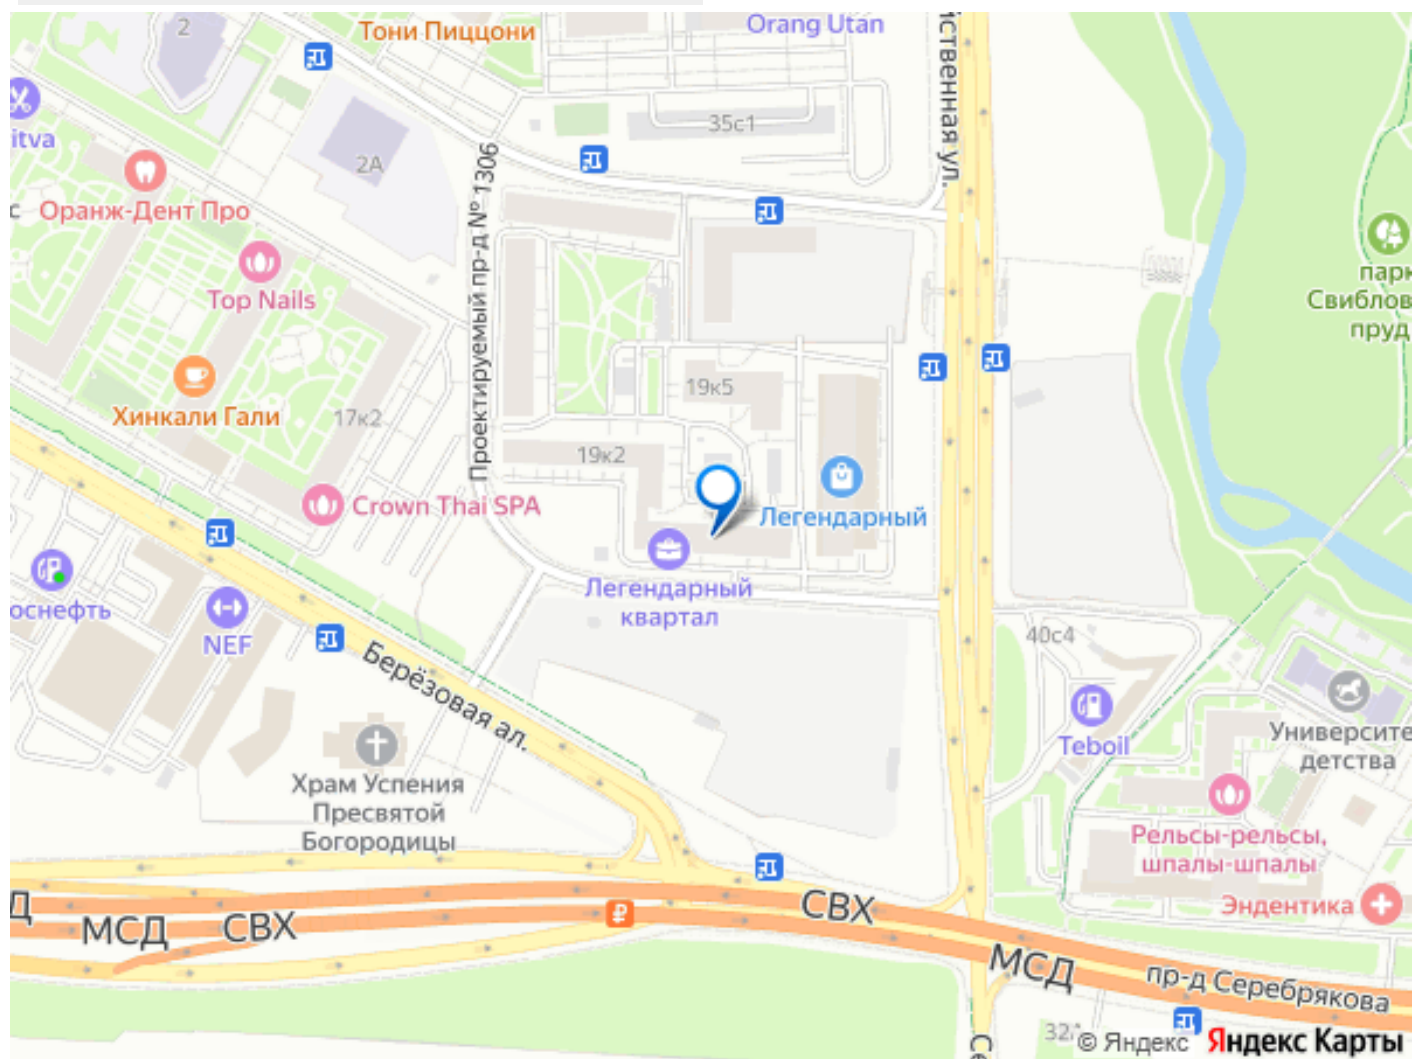 2
Тони Пиццони
Orang Utan
йственная ул.
35с1
itva
2А
Проектируемый пр-д № 1306
Оранж-Дент Про
с
Top Nails
парк
Свиблов
пруд
19к5
Хинкали Гали
17к2
19к2
Crown Thai SPA
Легендарный
Легендарный
квартал
оснефть
NEF
40с4
Берёзовая ал.
Teboil
Университе
детства
Храм Успения
Пресвятой
Богородицы
Рельсы-рельсы,
шпалы-шпалы
Эндентика
Д
МСД
СВХ
СВХ
МСД
пр-д Серебрякова
Се
32
© Яндекс Яндекс Карты